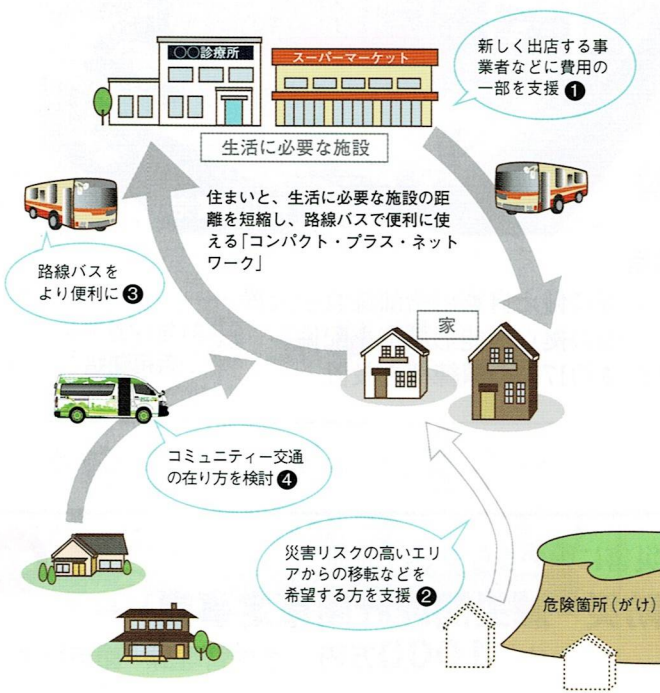 〇〇診療所
スーパーマーケット
新しく出店する事
業者などに費用の
一部を支援❶
生活に必要な施設
住まいと、生活に必要な施設の距
離を短縮し、路線バスで便利に使
える「コンパクト・プラス・ネット
ワーク」
路線バスを
より便利に❸
家
コミュニティー交通
の在り方を検討❹
災害リスクの高いエリ
アからの移転などを
希望する方を支援❷
危険箇所(がけ)